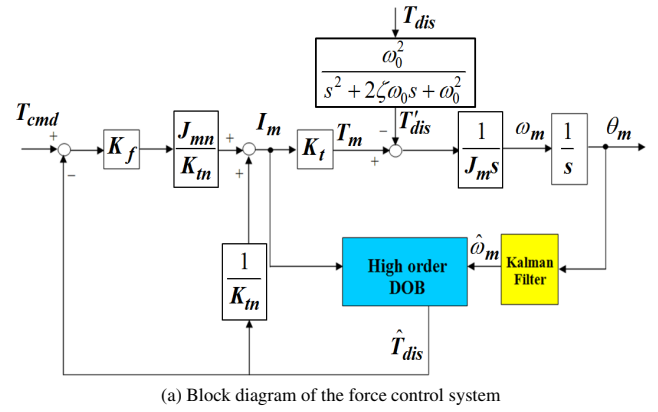 T_dis
ω_0^2
s^2 + 2ζω_0s + ω_0^2
T_cmd
+
−
K_f
J_mn
K_tn
+
+
I_m
K_t
T_m
−
+
T'_dis
1
J_m s
ω_m
1
s
θ_m
1
K_tn
High order
DOB
ω̂_m
Kalman
Filter
T̂_dis
(a) Block diagram of the force control system